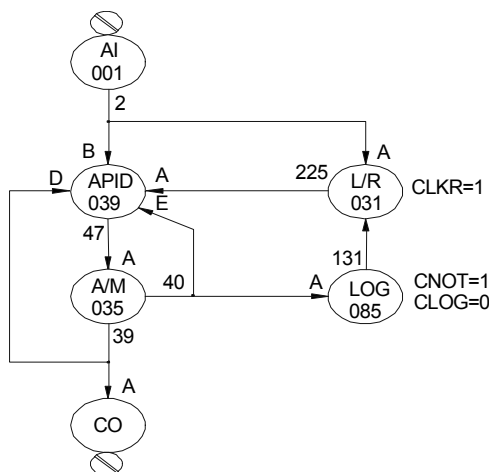 AI
001
2
B
A
D
APID
039
A
E
225
L/R
031
CLKR=1
47
A
131
A/M
035
40
A
LOG
085
CNOT=1
CLOG=0
39
A
CO